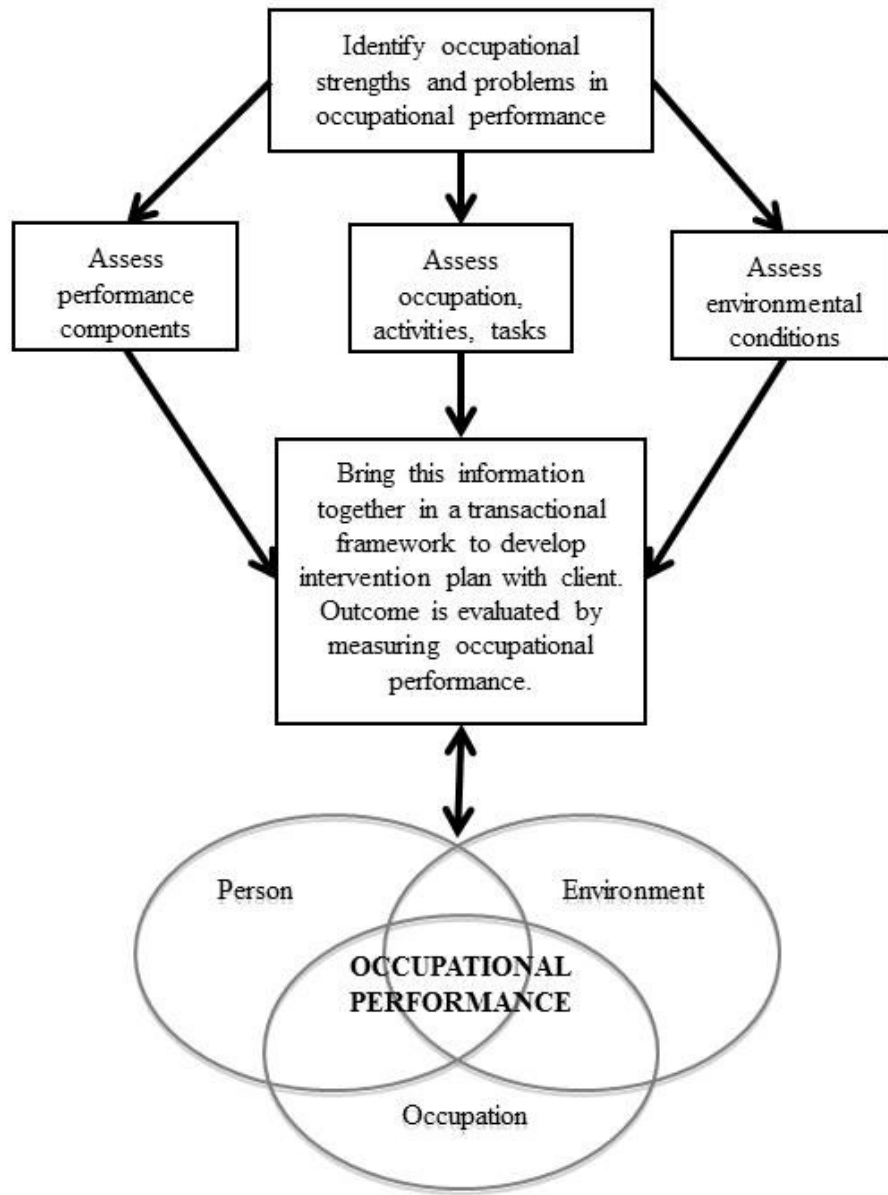 Identify occupational
strengths and problems in
occupational performance
Assess
performance
components
Assess
occupation,
activities, tasks
Assess
environmental
conditions
Bring this information
together in a transactional
framework to develop
intervention plan with client.
Outcome is evaluated by
measuring occupational
performance.
Person
Environment
OCCUPATIONAL
PERFORMANCE
Occupation